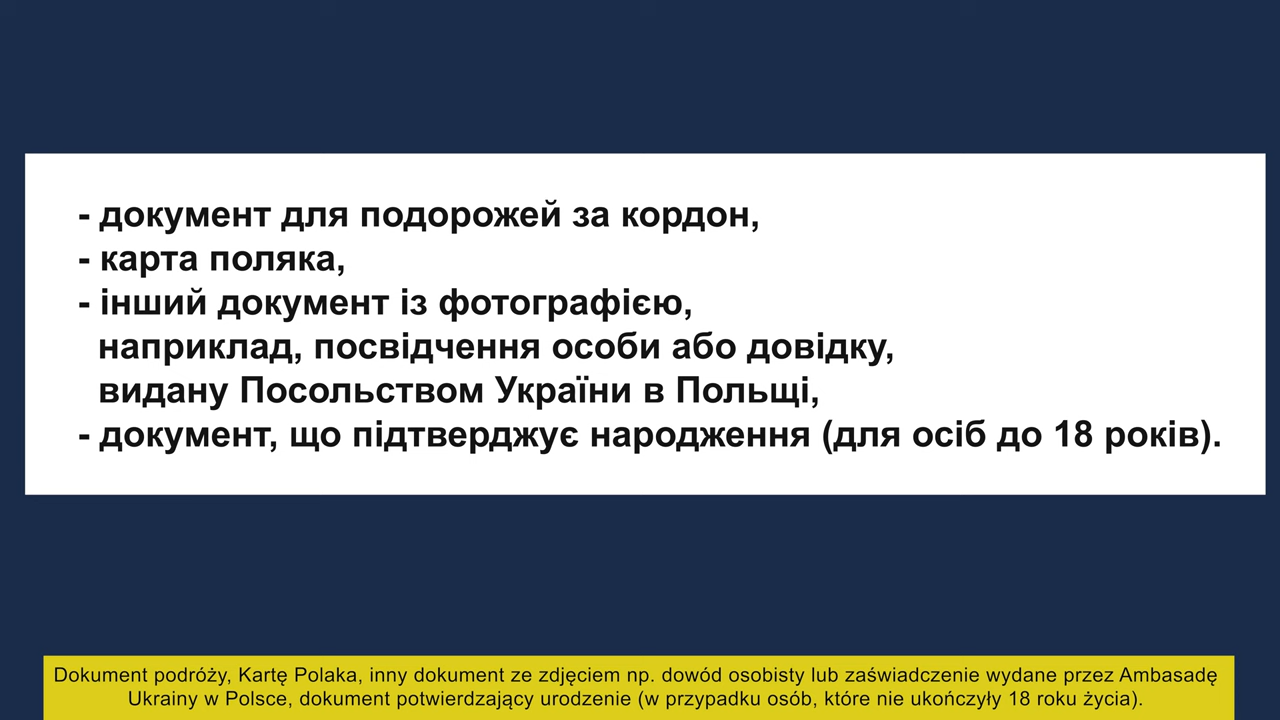 - документ для подорожей за кордон,
- карта поляка,
- інший документ із фотографією,
наприклад, посвідчення особи або довідку,
видану Посольством України в Польщі,
- документ, що підтверджує народження (для осіб до 18 років).
Dokument podróży, Kartę Polaka, inny dokument ze zdjęciem np. dowód osobisty lub zaświadczenie wydane przez Ambasadę
Ukrainy w Polsce, dokument potwierdzający urodzenie (w przypadku osób, które nie ukończyły 18 roku życia).